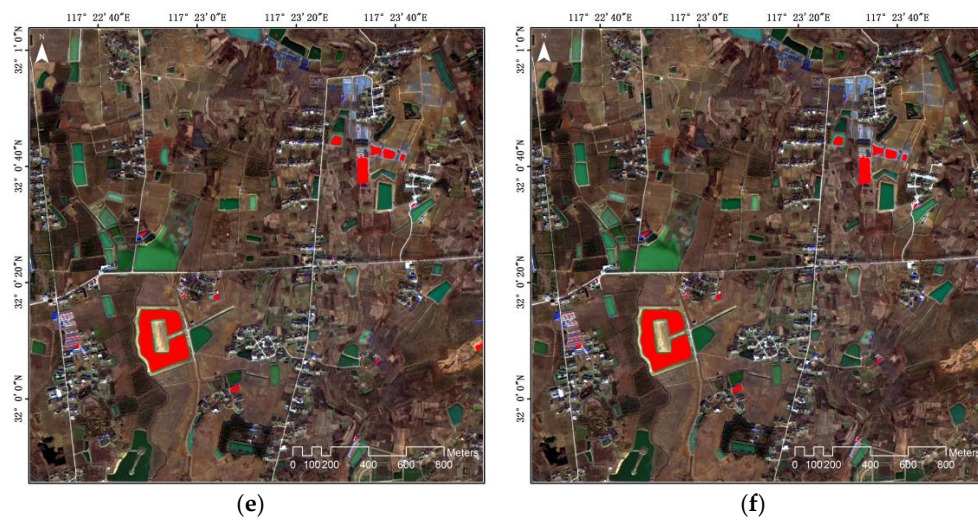 117° 22' 40"E 117° 23' 0"E 117° 23' 20"E 117° 23' 40"E
N
32° 1' 0"N
32° 0' 40"N
32° 0' 20"N
32° 0' 0"N
Meters
0 100 200 400 600 800
(e)
117° 22' 40"E 117° 23' 0"E 117° 23' 20"E 117° 23' 40"E
N
32° 1' 0"N
32° 0' 40"N
32° 0' 20"N
32° 0' 0"N
Meters
0 100 200 400 600 800
(f)